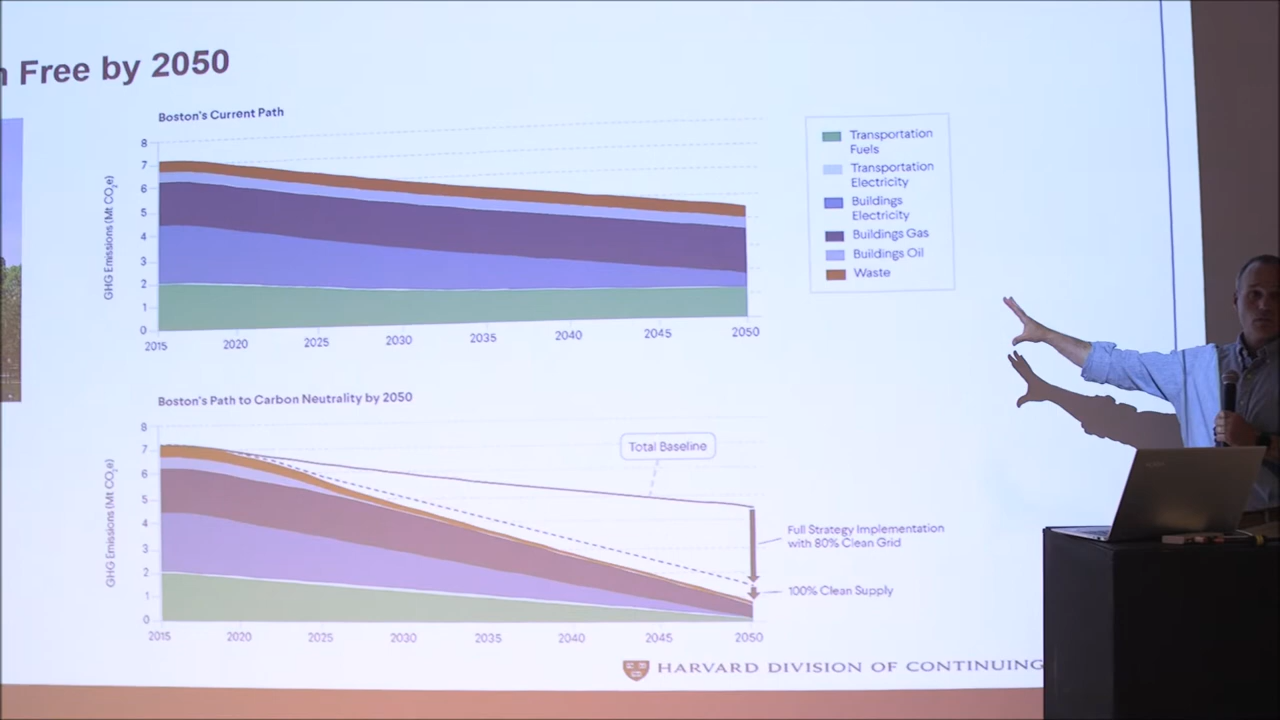 Free by 2050
Boston's Current Path
GHG Emissions (Mt CO₂e)
8
7
6
5
4
3
2
1
0
2015 2020 2025 2030 2035 2040 2045 2050
Transportation
Fuels
Transportation
Electricity
Buildings
Electricity
Buildings Gas
Buildings Oil
Waste
Boston's Path to Carbon Neutrality by 2050
GHG Emissions (Mt CO₂e)
8
7
6
5
4
3
2
1
0
2015 2020 2025 2030 2035 2040 2045 2050
Total Baseline
Full Strategy Implementation
with 80% Clean Grid
100% Clean Supply
HARVARD DIVISION OF CONTINUING